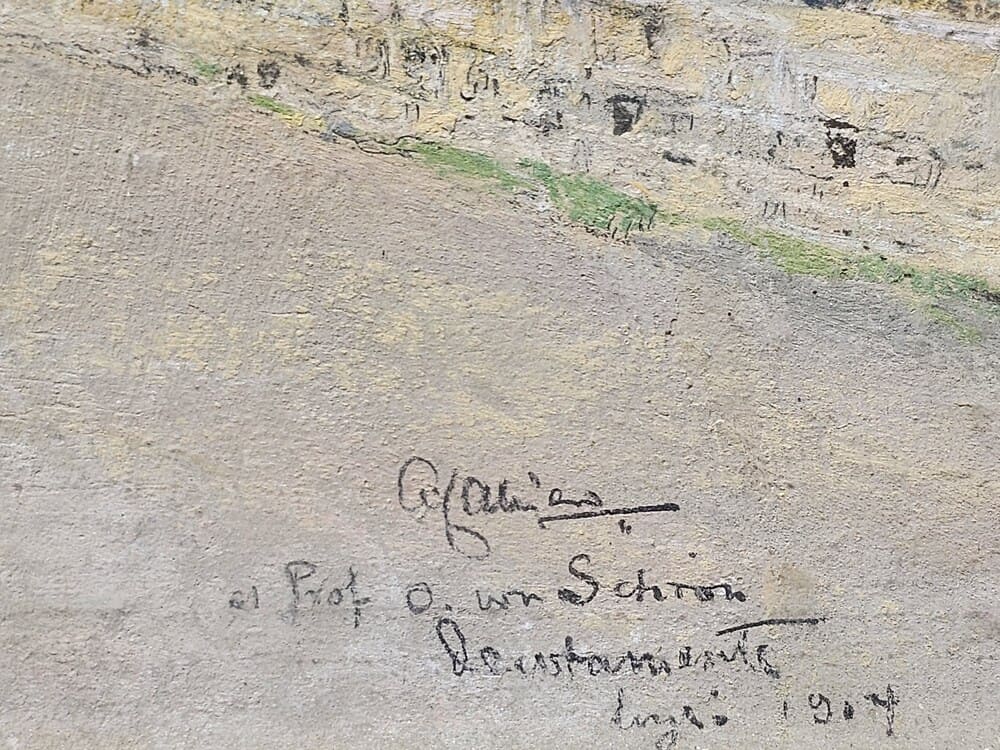 al Prof O. von Schrön
Devotamente
1907